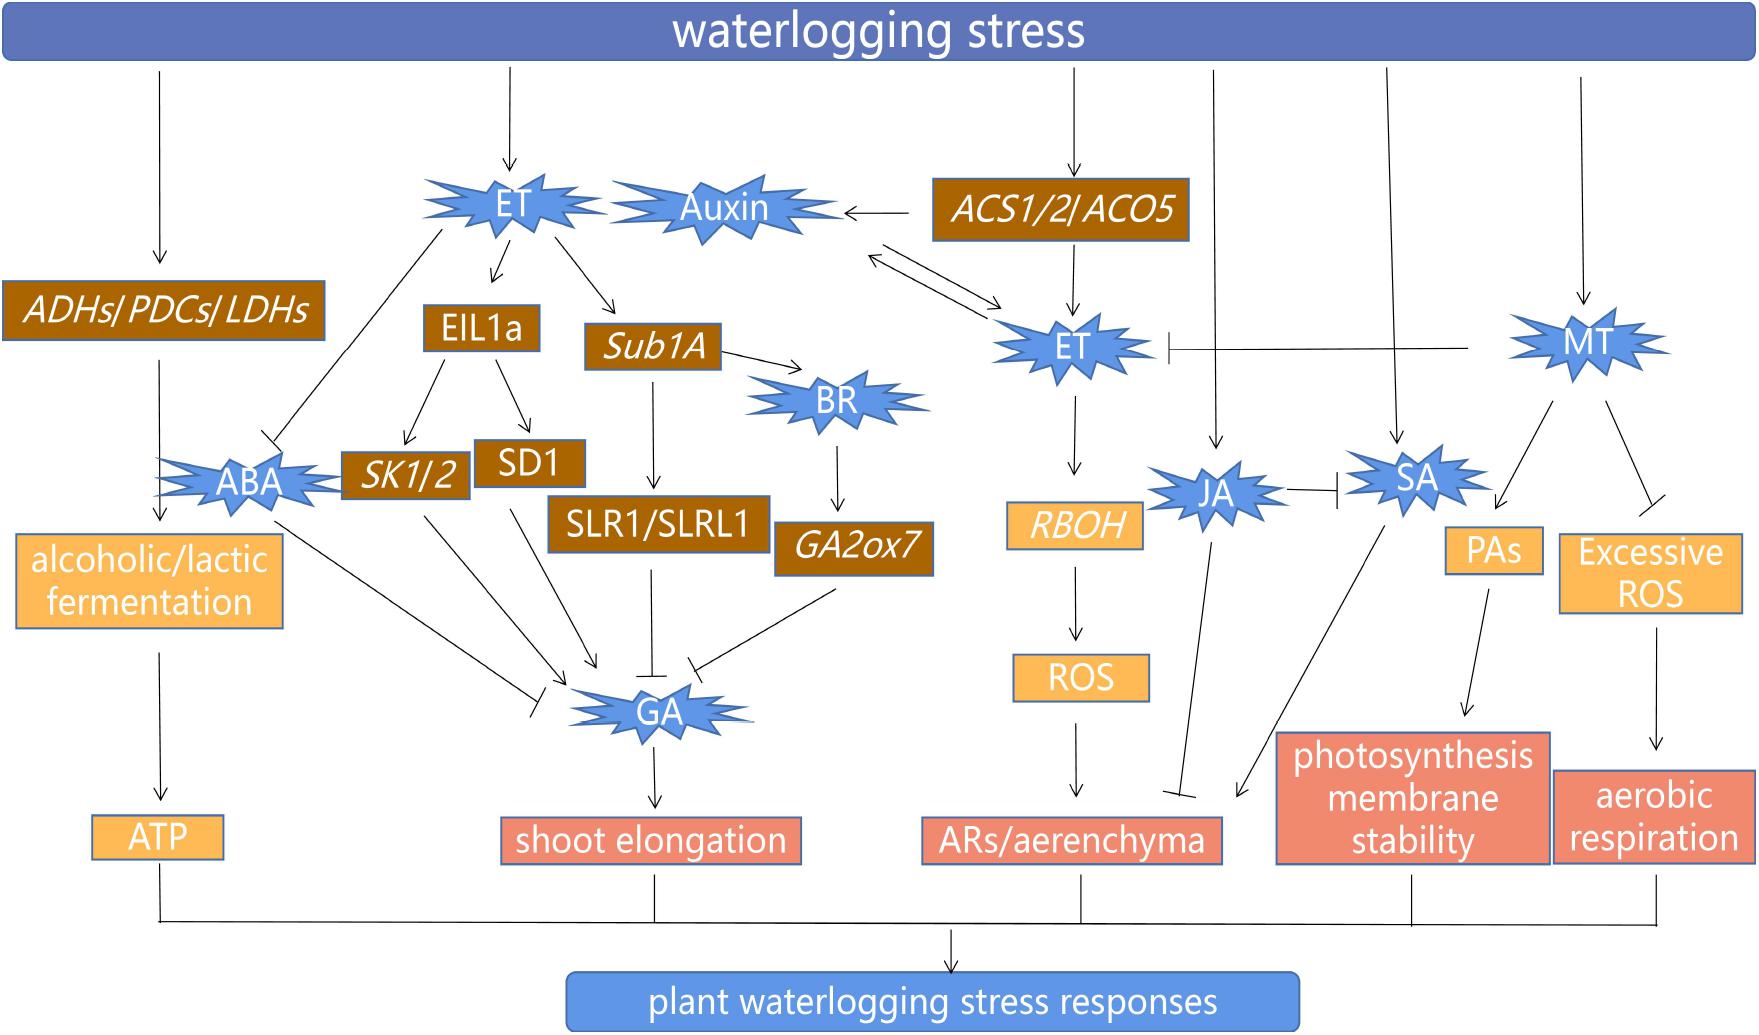 waterlogging stress
ET
Auxin
ACS1/2/ACO5
ADHs/PDCs/LDHs
EIL1a
Sub1A
ET
MT
BR
ABA
SK1/2
SD1
JA
SA
SLR1/SLRL1
GA2ox7
RBOH
PAs
Excessive
ROS
alcoholic/lactic
fermentation
ROS
GA
photosynthesis
membrane
stability
aerobic
respiration
ATP
shoot elongation
ARs/aerenchyma
plant waterlogging stress responses